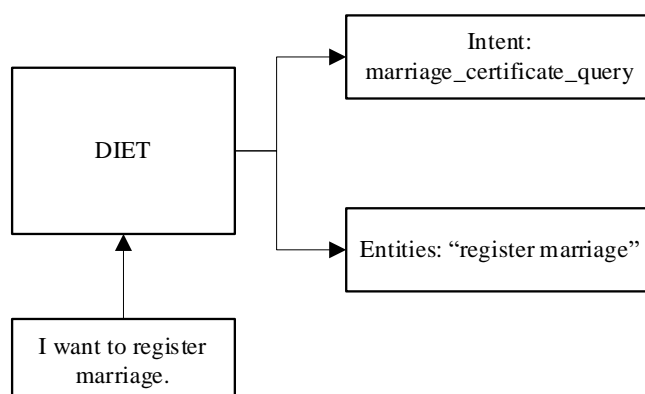 Intent:
marriage_certificate_query
DIET
Entities: “register marriage”
I want to register
marriage.